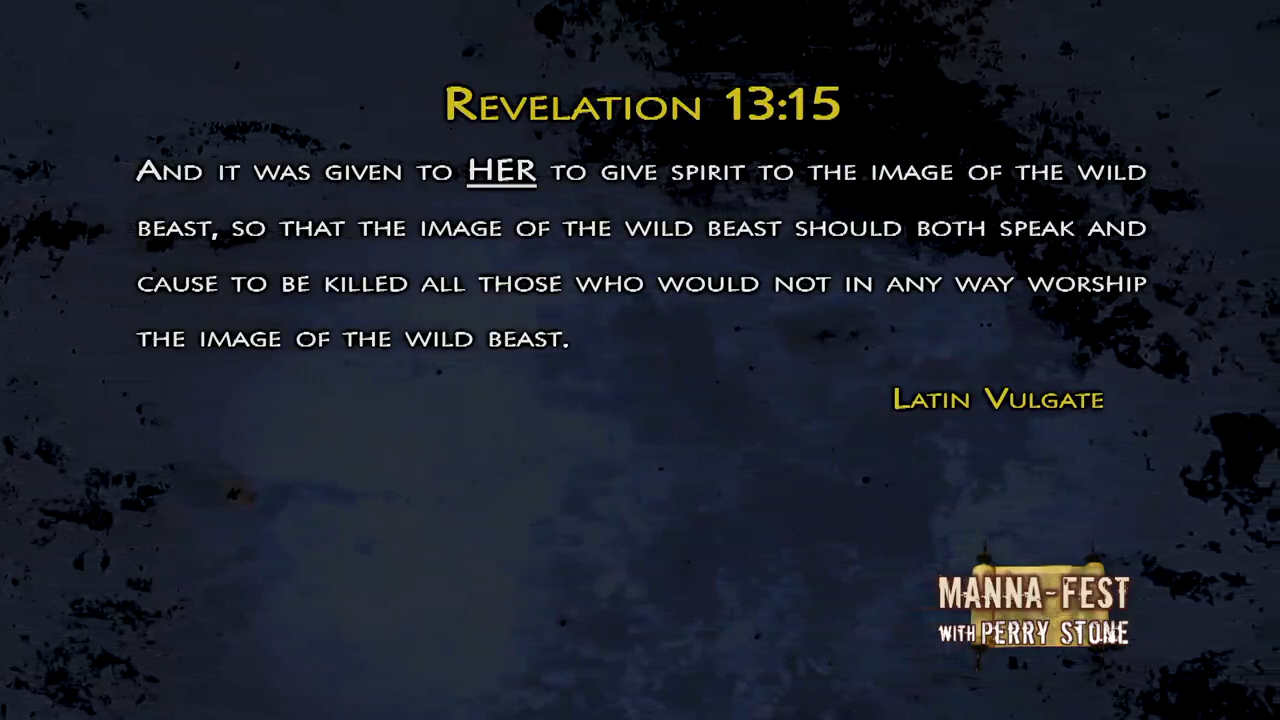 Revelation 13:15
And it was given to HER to give spirit to the image of the wild
beast, so that the image of the wild beast should both speak and
cause to be killed all those who would not in any way worship
the image of the wild beast.
Latin Vulgate
MANNA-FEST
WITH PERRY STONE